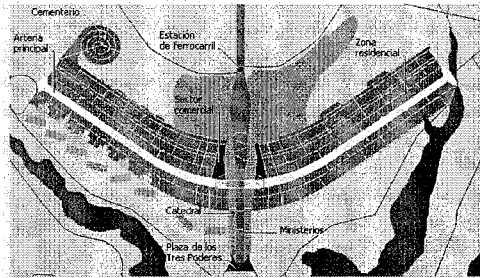 Cementerio
Arteria
principal
Estación
de ferrocarril
Zona
residencial
Sector
comercial
Catedral
Ministerios
Plaza de los
Tres Poderes